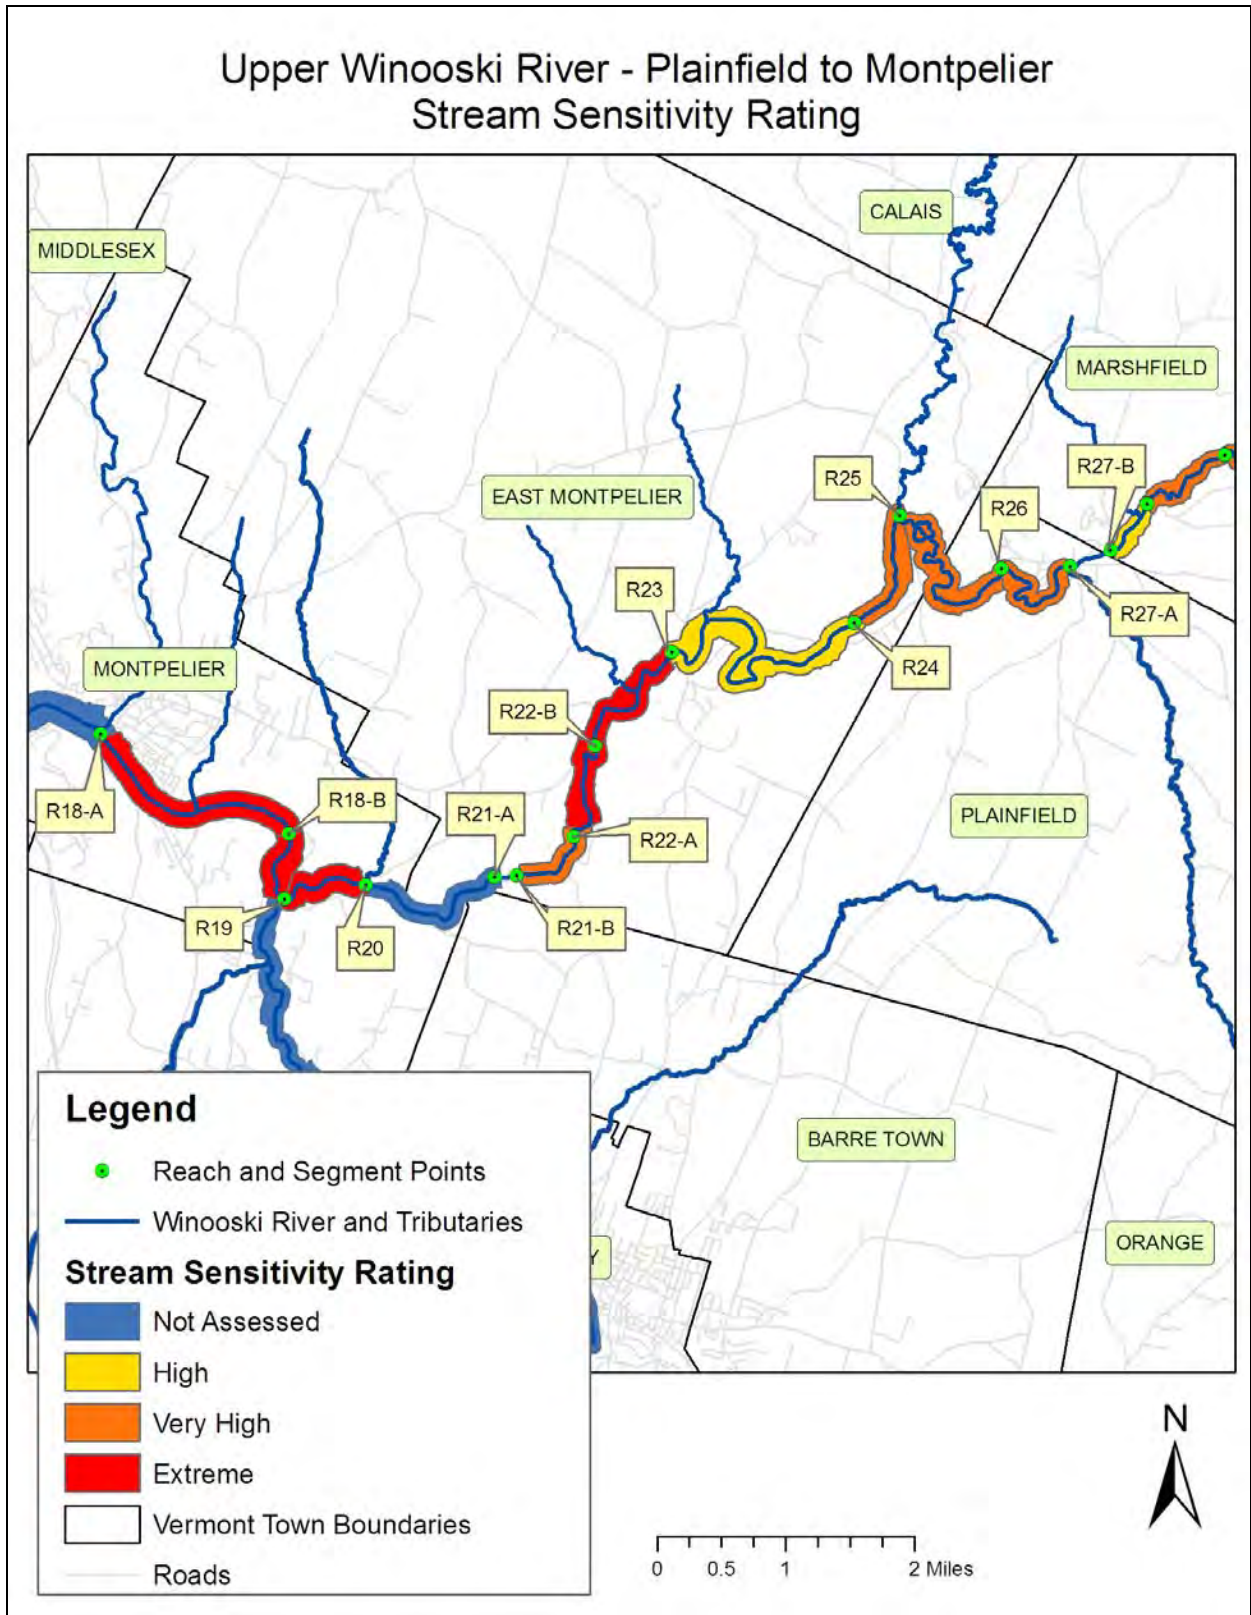 Upper Winooski River - Plainfield to Montpelier
Stream Sensitivity Rating
CALAIS
MIDDLESEX
MARSHFIELD
R27-B
R25
EAST MONTPELIER
R26
R23
R27-A
MONTPELIER
R24
R22-B
R18-B
R18-A
R21-A
PLAINFIELD
R22-A
R19
R21-B
R20
Legend
Reach and Segment Points
Winooski River and Tributaries
Stream Sensitivity Rating
Not Assessed
High
Very High
Extreme
Vermont Town Boundaries
Roads
BARRE TOWN
ORANGE
Y
N
0 0.5 1 2 Miles